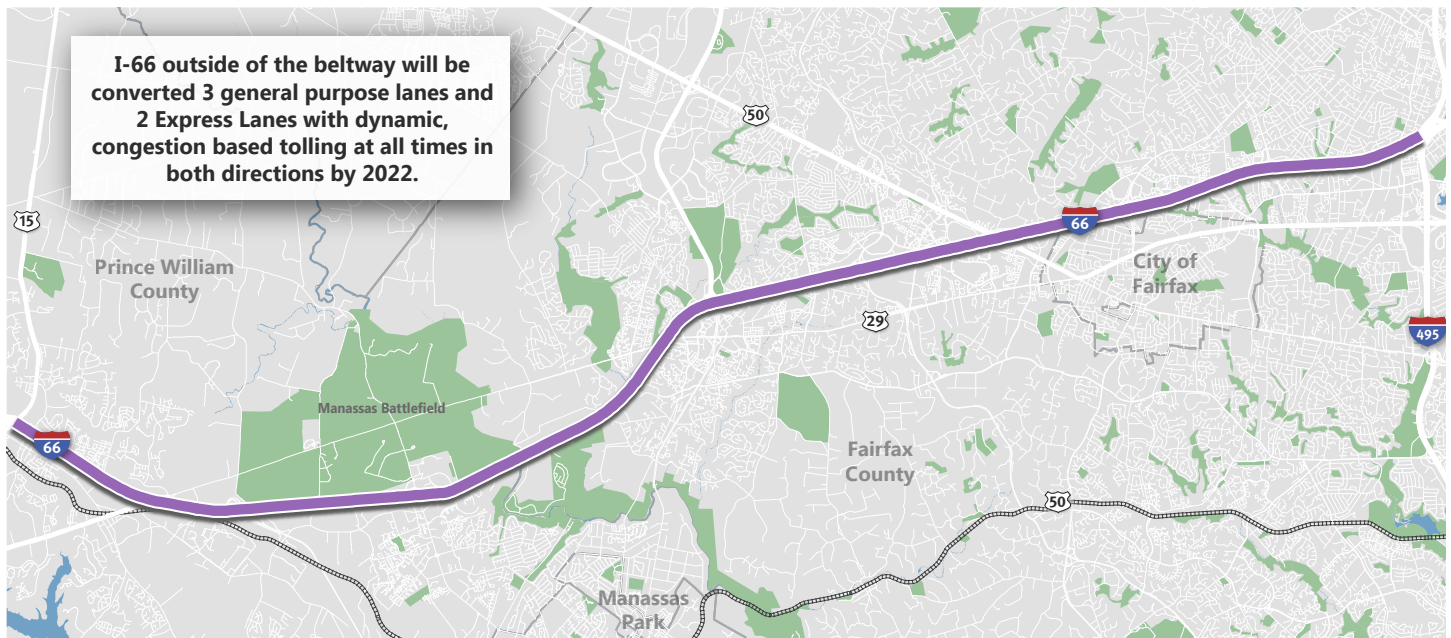 I-66 outside of the beltway will be
converted 3 general purpose lanes and
2 Express Lanes with dynamic,
congestion based tolling at all times in
both directions by 2022.
50
15
66
Prince William
County
City of
Fairfax
29
495
Manassas Battlefield
66
Fairfax
County
50
Manassas
Park